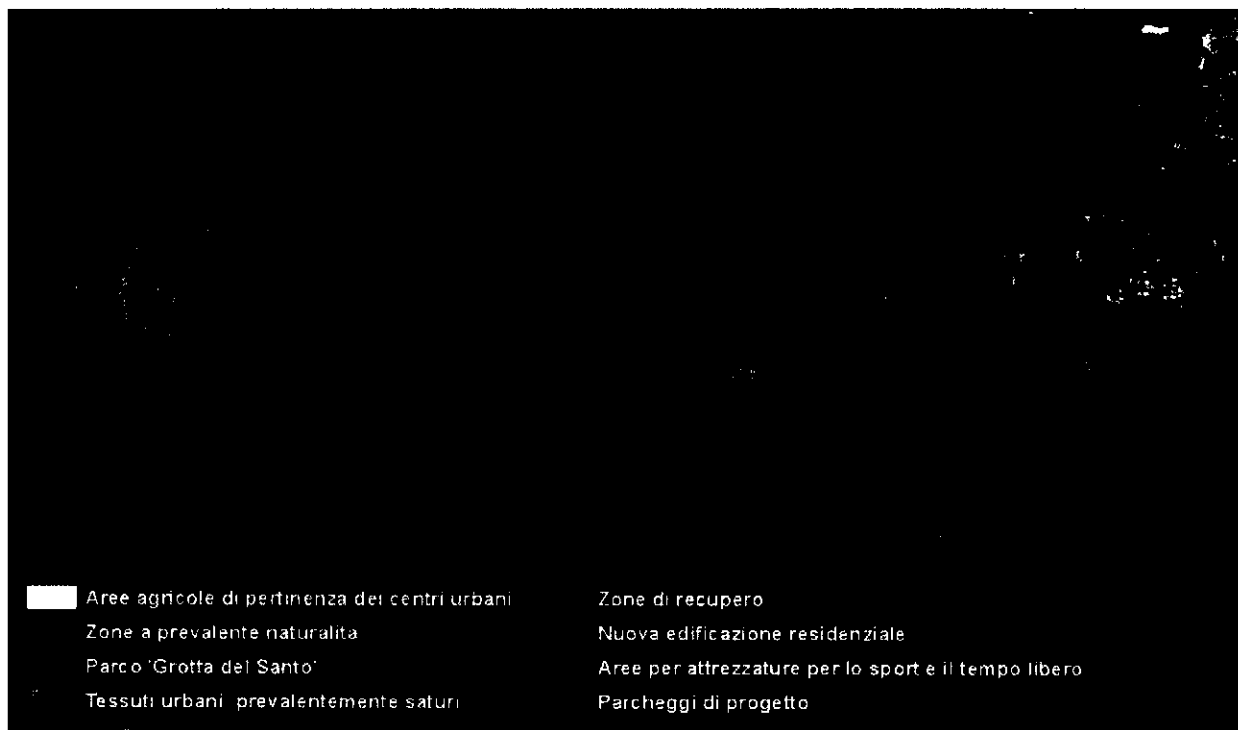 Aree agricole di pertinenza dei centri urbani
Zone a prevalente naturalita
Parco 'Grotta del Santo'
Tessuti urbani prevalentemente saturi
Zone di recupero
Nuova edificazione residenziale
Aree per attrezzature per lo sport e il tempo libero
Parcheggi di progetto